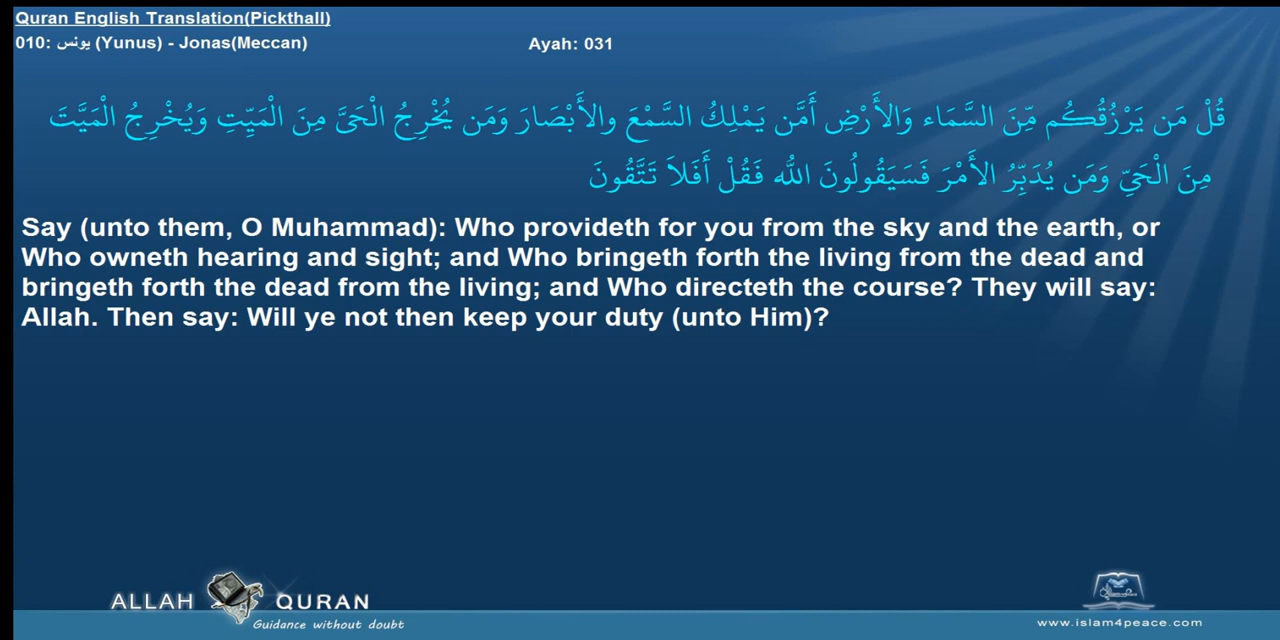 Quran English Translation(Pickthall)
010: يونس (Yunus) - Jonas(Meccan)
Ayah: 031
قُلْ مَن يَرْزُقُكُم مِّنَ السَّمَاء وَالأَرْضِ أَمَّن يَمْلِكُ السَّمْعَ والأَبْصَارَ وَمَن يُخْرِجُ الْحَيَّ مِنَ الْمَيِّتِ وَيُخْرِجُ الْمَيَّتَ
مِنَ الْحَيِّ وَمَن يُدَبِّرُ الأَمْرَ فَسَيَقُولُونَ اللّه فَقُلْ أَفَلاَ تَتَّقُونَ
Say (unto them, O Muhammad): Who provideth for you from the sky and the earth, or
Who owneth hearing and sight; and Who bringeth forth the living from the dead and
bringeth forth the dead from the living; and Who directeth the course? They will say:
Allah. Then say: Will ye not then keep your duty (unto Him)?
ALLAH QURAN
Guidance without doubt
www.islam4peace.com